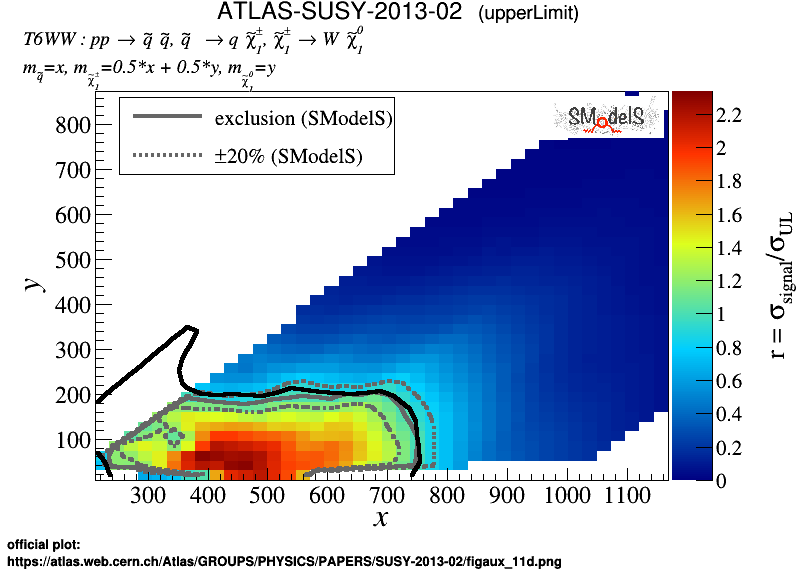 ATLAS-SUSY-2013-02 (upperLimit)
T6WW : pp → q̃ q̃, q̃ → q χ̃₁±, χ̃₁± → W χ̃₁⁰
m_q̃=x, m_χ̃₁±=0.5*x + 0.5*y, m_χ̃₁⁰=y
exclusion (SModelS)
±20% (SModelS)
SModelS
y
800
700
600
500
400
300
200
100
300 400 500 600 700 800 900 1000 1100
x
2.2
2
1.8
1.6
1.4
1.2
1
0.8
0.6
0.4
0.2
0
r = σ_signal/σ_UL
official plot:
https://atlas.web.cern.ch/Atlas/GROUPS/PHYSICS/PAPERS/SUSY-2013-02/figaux_11d.png